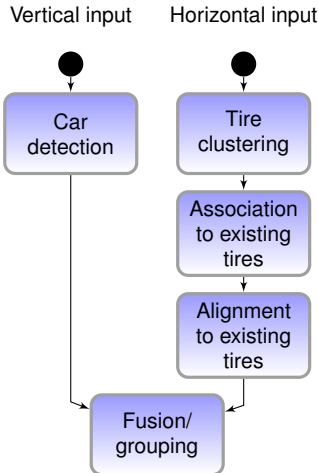 Vertical input
Horizontal input
Car
detection
Tire
clustering
Association
to existing
tires
Alignment
to existing
tires
Fusion/
grouping